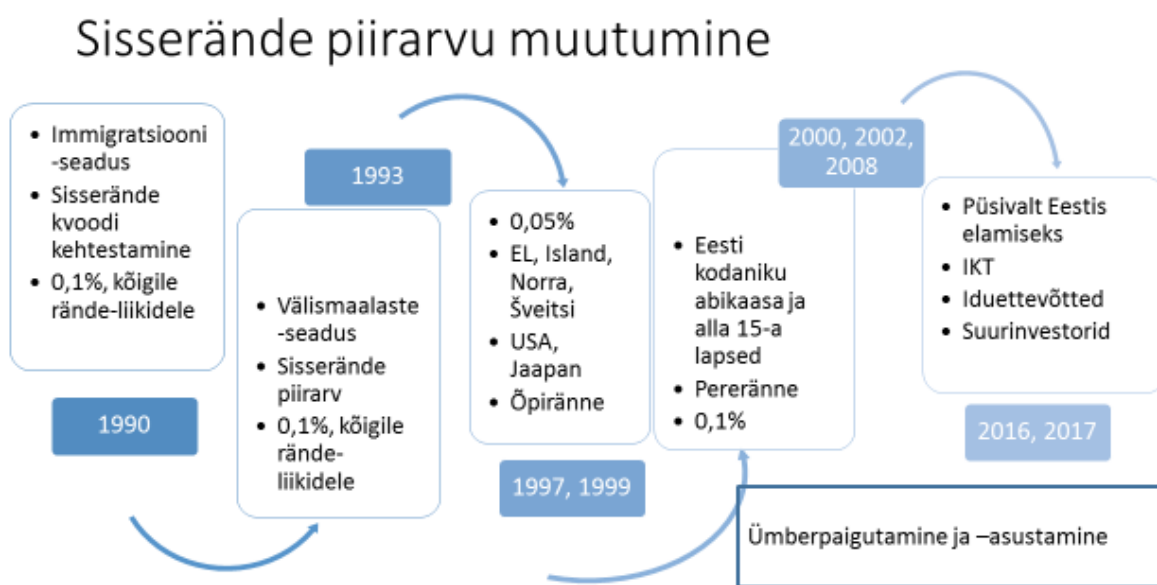 Sisserände piirarvu muutumine
• Immigratsiooni
-seadus
• Sisserände
kvoodi
kehtestamine
• 0,1%, kõigile
rände-liikidele
1990
1993
• Välismaalaste
-seadus
• Sisserände
piirarv
• 0,1%, kõigile
rände-
liikidele
• 0,05%
• EL, Island,
Norra,
Šveitsi
• USA,
Jaapan
• Õpiränne
1997, 1999
2000, 2002,
2008
• Eesti
kodaniku
abikaasa ja
alla 15-a
lapsed
• Pereränne
• 0,1%
• Püsivalt Eestis
elamiseks
• IKT
• Iduettevõtted
• Suurinvestorid
2016, 2017
Ümberpaigutamine ja –asustamine